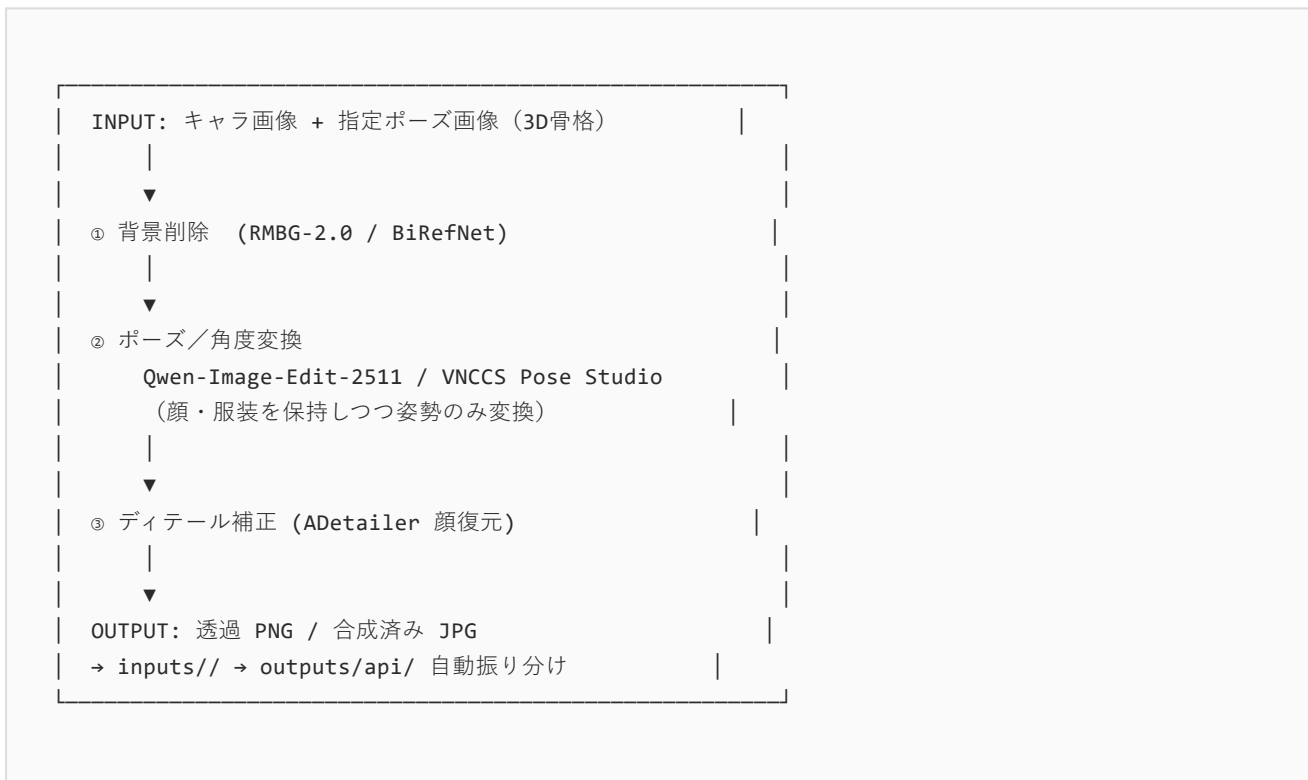 INPUT: キャラ画像 + 指定ポーズ画像（3D骨格）
① 背景削除 (RMBG-2.0 / BiRefNet)
② ポーズ／角度変換
Qwen-Image-Edit-2511 / VNCCS Pose Studio
（顔・服装を保持しつつ姿勢のみ変換）
③ ディテール補正 (ADetailer 顔復元)
OUTPUT: 透過 PNG / 合成済み JPG
→ inputs// → outputs/api/ 自動振り分け